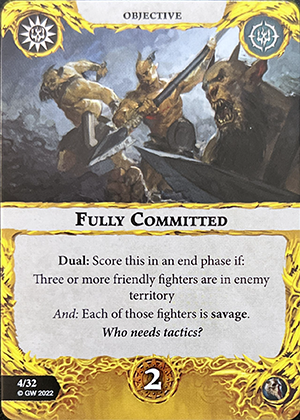 OBJECTIVE
FULLY COMMITTED
Dual: Score this in an end phase if:
Three or more friendly fighters are in enemy
territory
And: Each of those fighters is savage.
Who needs tactics?
4/32
© GW 2022
2